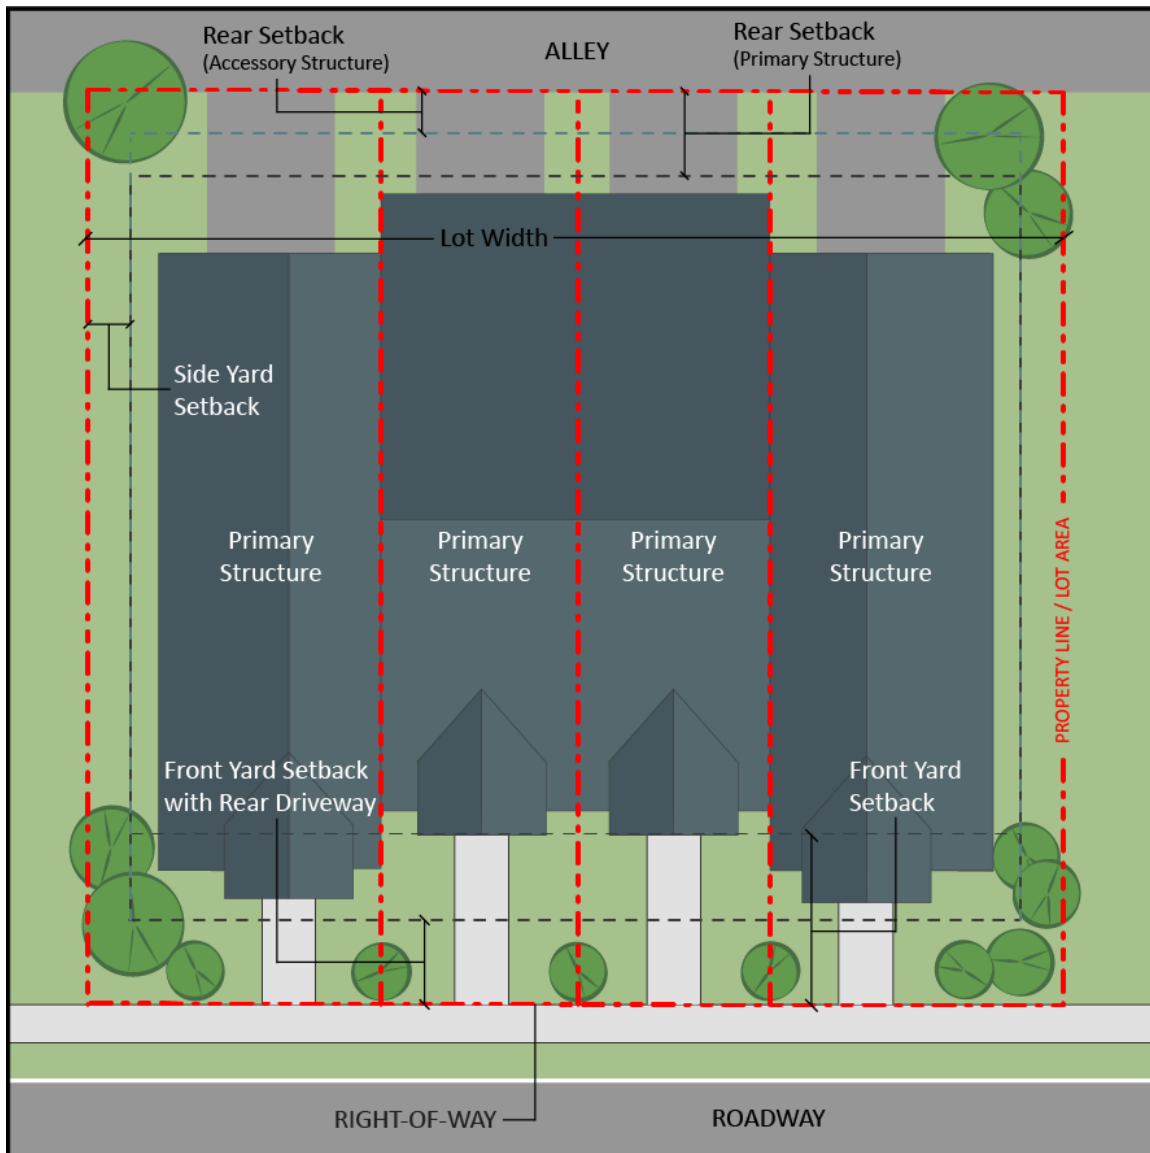 Rear Setback
(Accessory Structure)
ALLEY
Rear Setback
(Primary Structure)
Lot Width
Side Yard
Setback
Primary
Structure
Primary
Structure
Primary
Structure
Primary
Structure
PROPERTY LINE / LOT AREA
Front Yard Setback
with Rear Driveway
Front Yard
Setback
RIGHT-OF-WAY
ROADWAY